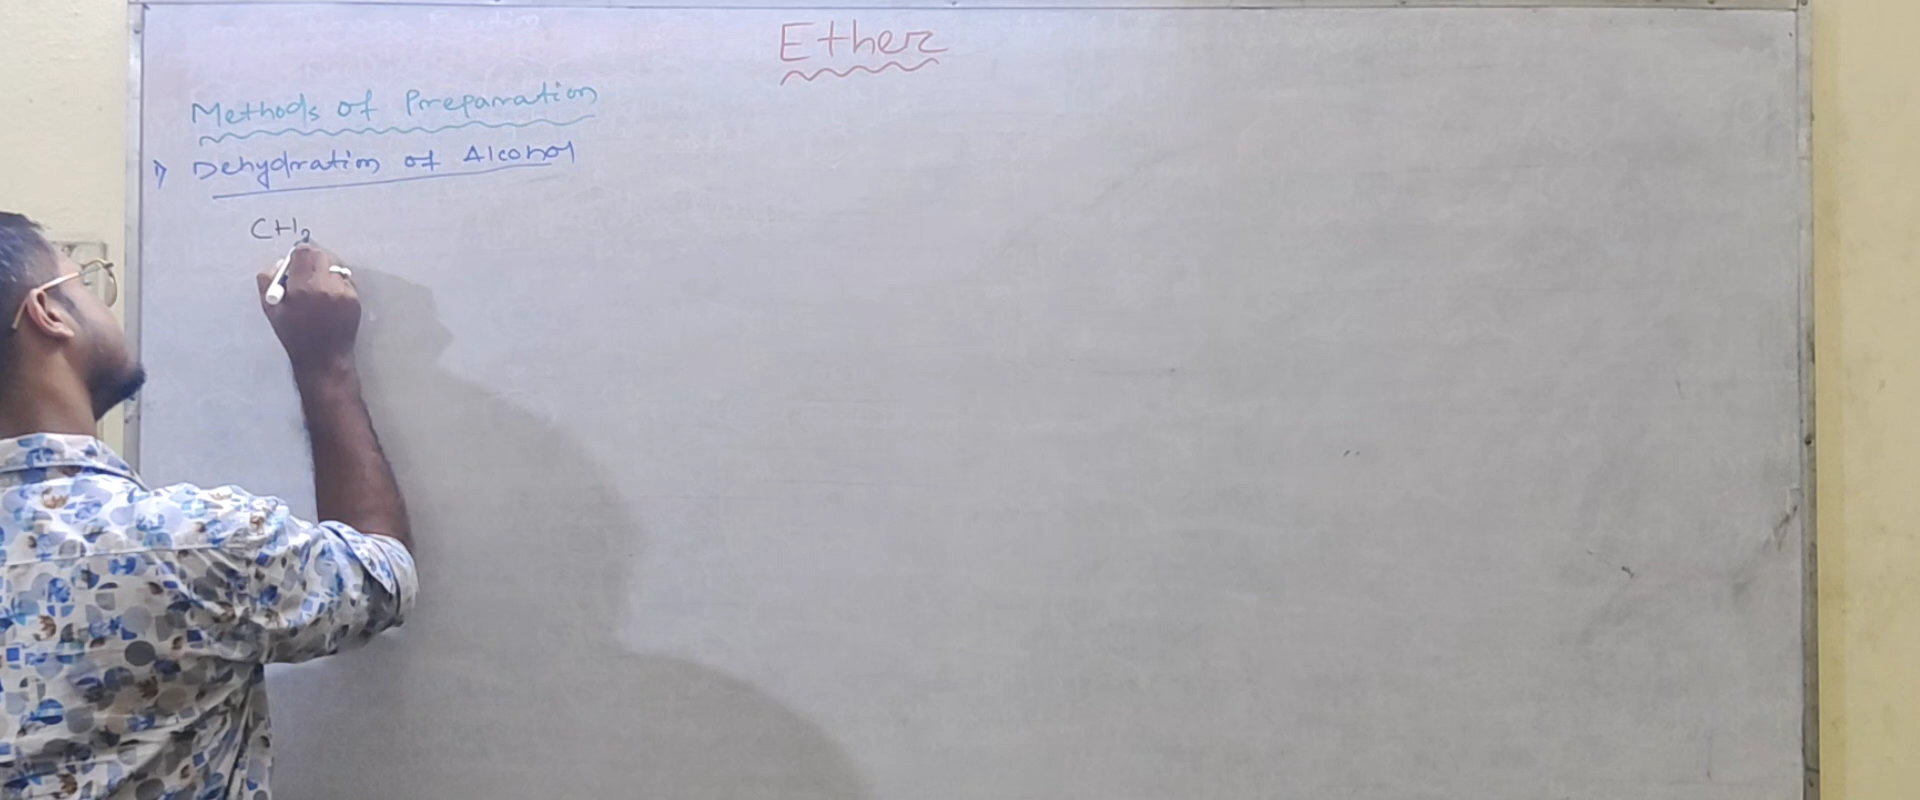 Ether
Methods of Preparation
1) Dehydration of Alcohol
CH3